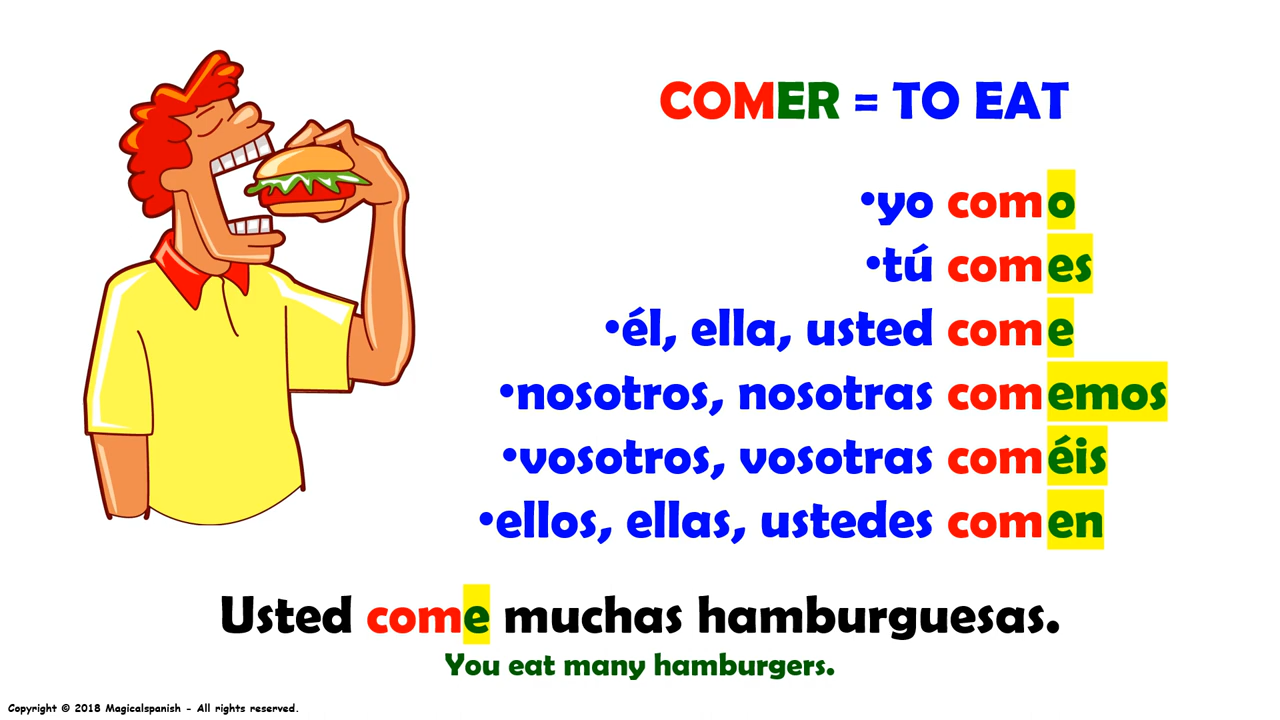 COMER = TO EAT
•yo como
•tú comes
•él, ella, usted come
•nosotros, nosotras comemos
•vosotros, vosotras coméis
•ellos, ellas, ustedes comen
Usted come muchas hamburguesas.
You eat many hamburgers.
Copyright © 2018 Magicalspanish - All rights reserved.